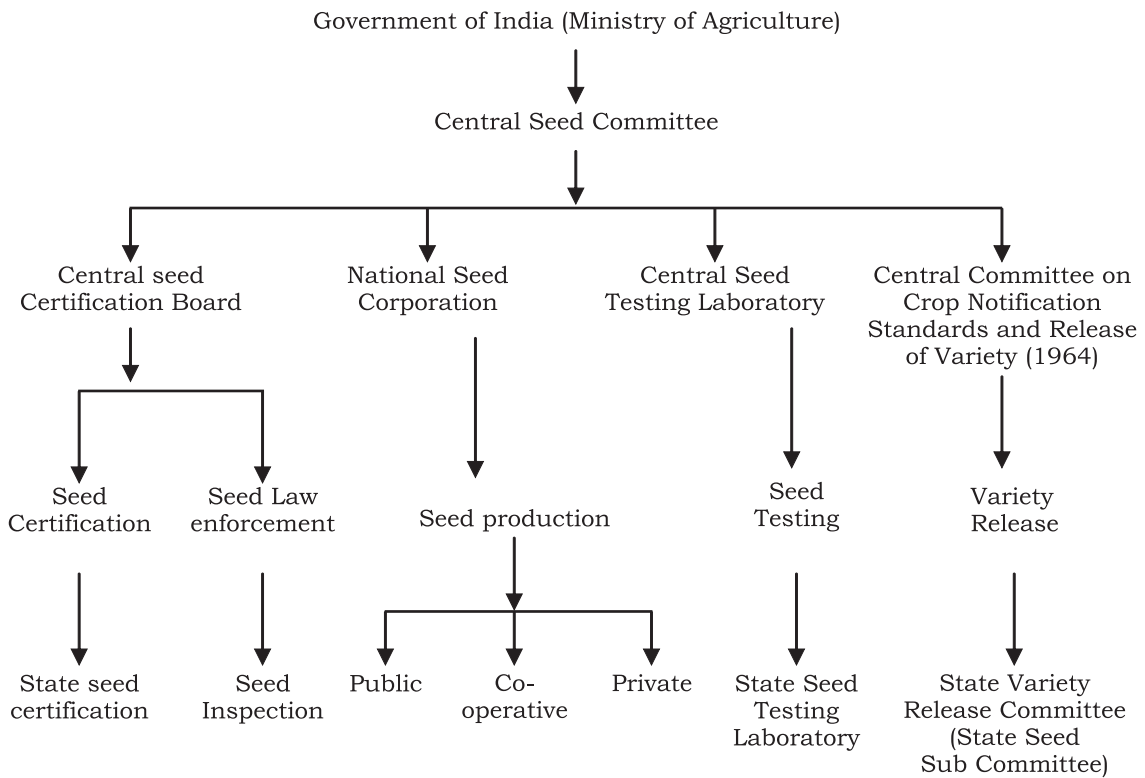 Government of India (Ministry of Agriculture)
Central Seed Committee
Central seed
Certification Board
National Seed
Corporation
Central Seed
Testing Laboratory
Central Committee on
Crop Notification
Standards and Release
of Variety (1964)
Seed
Certification
Seed Law
enforcement
Seed production
Seed
Testing
Variety
Release
State seed
certification
Seed
Inspection
Public
Co-
operative
Private
State Seed
Testing
Laboratory
State Variety
Release Committee
(State Seed
Sub Committee)